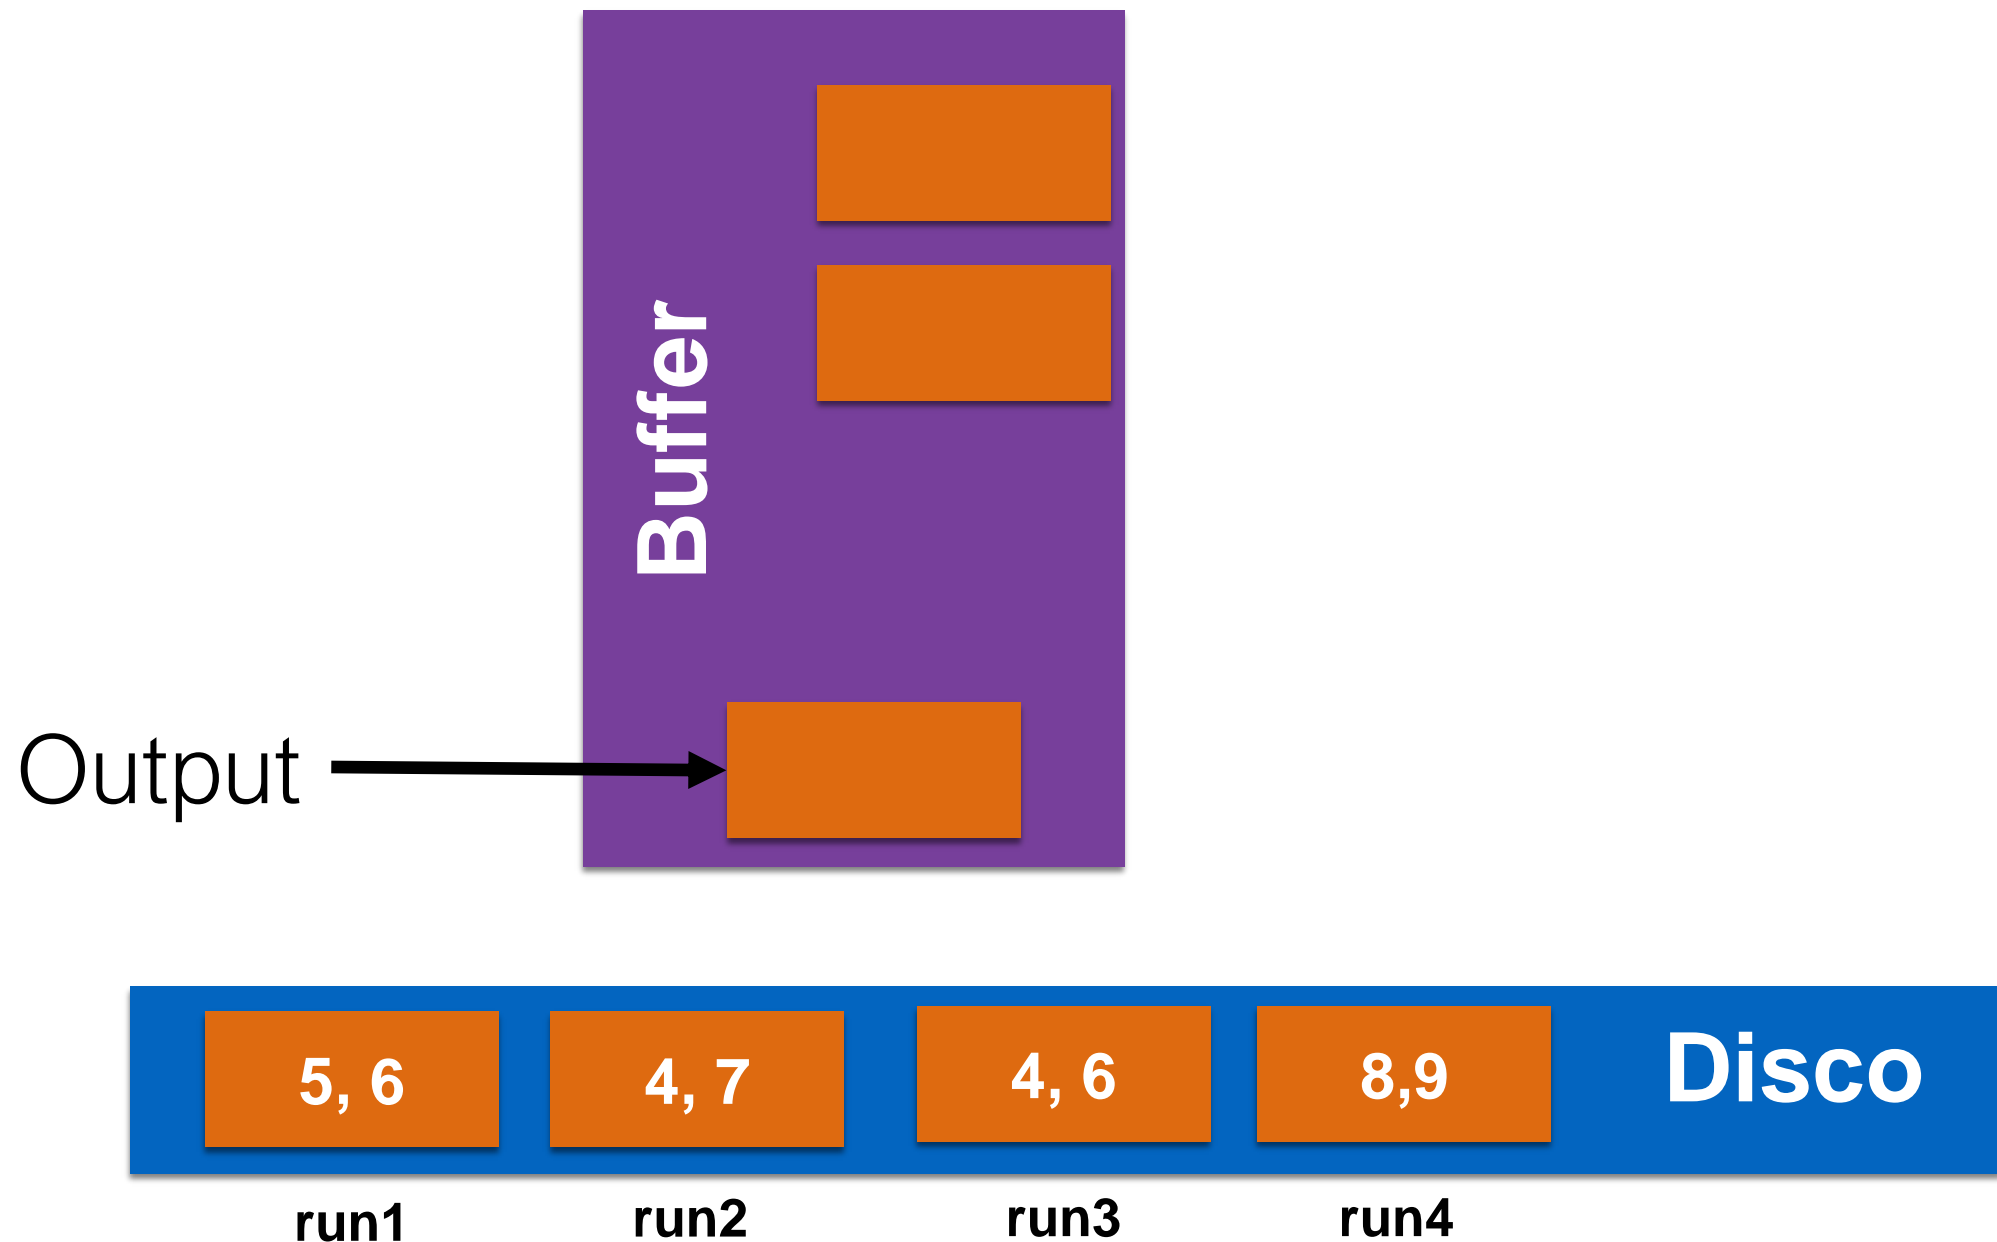 Buffer
Output
5, 6
4, 7
4, 6
8,9
Disco
run1
run2
run3
run4